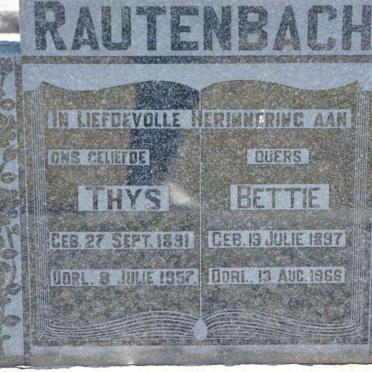 RAUTENBACH
IN LIEFDEVOLLE HERINNERING AAN
ONS GELIEFDE OUERS
THYS BETTIE
GEB. 27 SEPT. 1891 GEB. 19 JULIE 1897
OORL. 8 JULIE 1957. OORL. 13 AUG. 1966